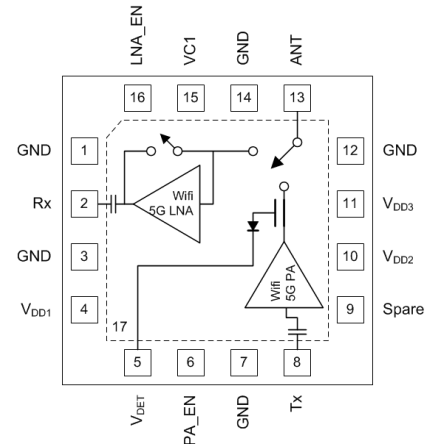 LNA_EN
VC1
GND
ANT
16
15
14
13
GND
1
12
GND
Rx
2
Wifi
5G LNA
11
VDD3
GND
3
10
VDD2
Wifi
5G PA
VDD1
4
9
Spare
17
5
6
7
8
VDET
PA_EN
GND
Tx